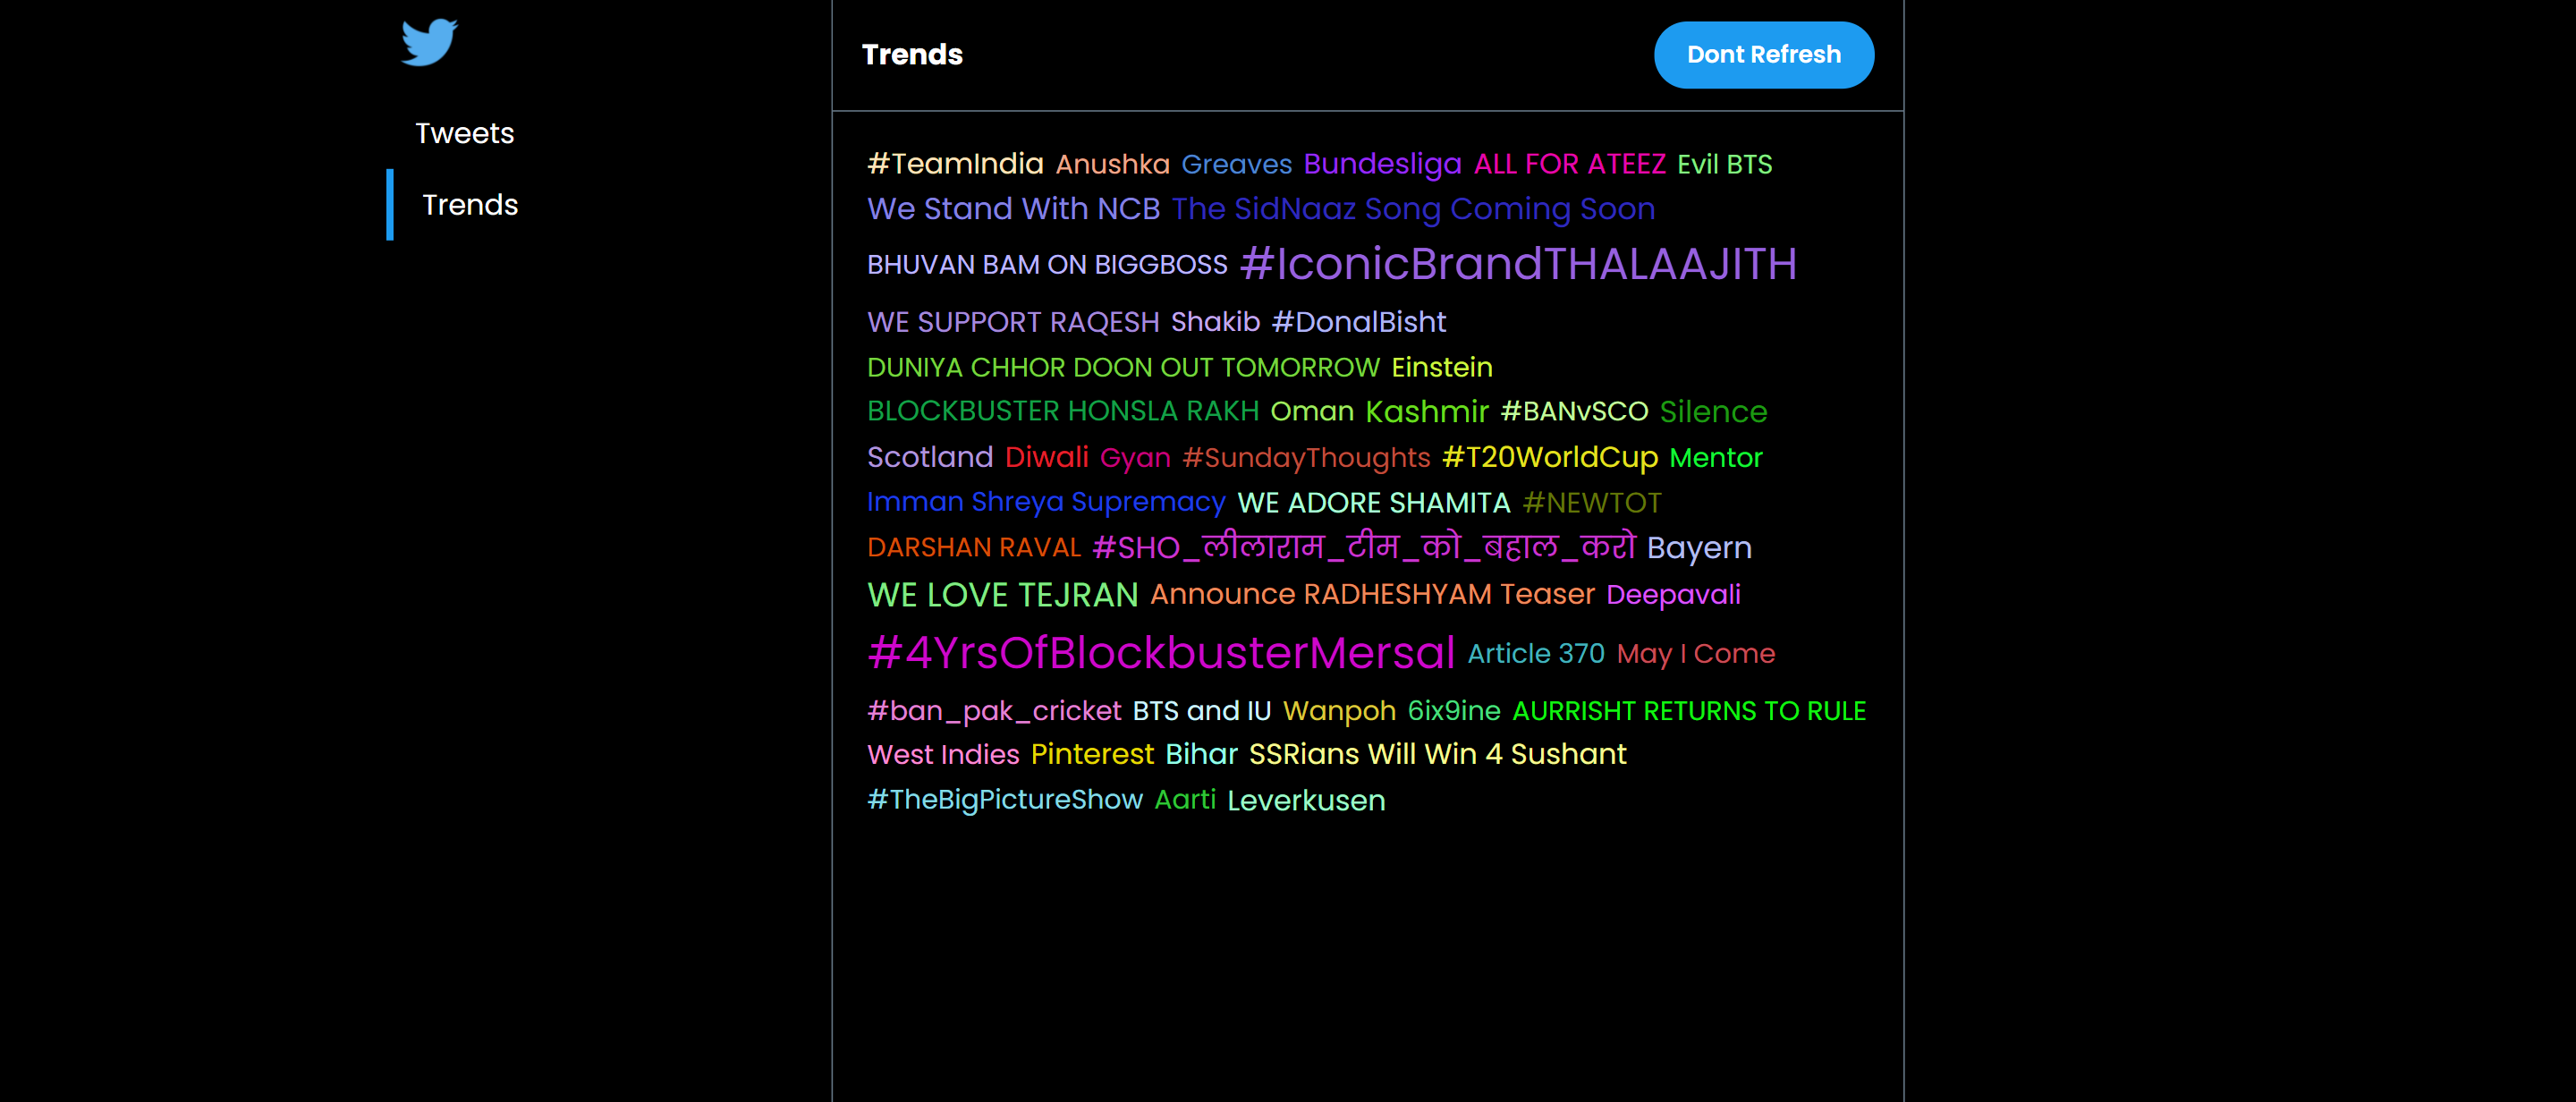 Tweets
Trends
Trends
Dont Refresh
#TeamIndia Anushka Greaves Bundesliga ALL FOR ATEEZ Evil BTS
We Stand With NCB The SidNaaz Song Coming Soon
BHUVAN BAM ON BIGGBOSS #IconicBrandTHALAAJITH
WE SUPPORT RAQESH Shakib #DonalBisht
DUNIYA CHHOR DOON OUT TOMORROW Einstein
BLOCKBUSTER HONSLA RAKH Oman Kashmir #BANvSCO Silence
Scotland Diwali Gyan #SundayThoughts #T20WorldCup Mentor
Imman Shreya Supremacy WE ADORE SHAMITA #NEWTOT
DARSHAN RAVAL #SHO_लीलाराम_टीम_को_बहाल_करो Bayern
WE LOVE TEJRAN Announce RADHESHYAM Teaser Deepavali
#4YrsOfBlockbusterMersal Article 370 May I Come
#ban_pak_cricket BTS and IU Wanpoh 6ix9ine AURRISHT RETURNS TO RULE
West Indies Pinterest Bihar SSRians Will Win 4 Sushant
#TheBigPictureShow Aarti Leverkusen